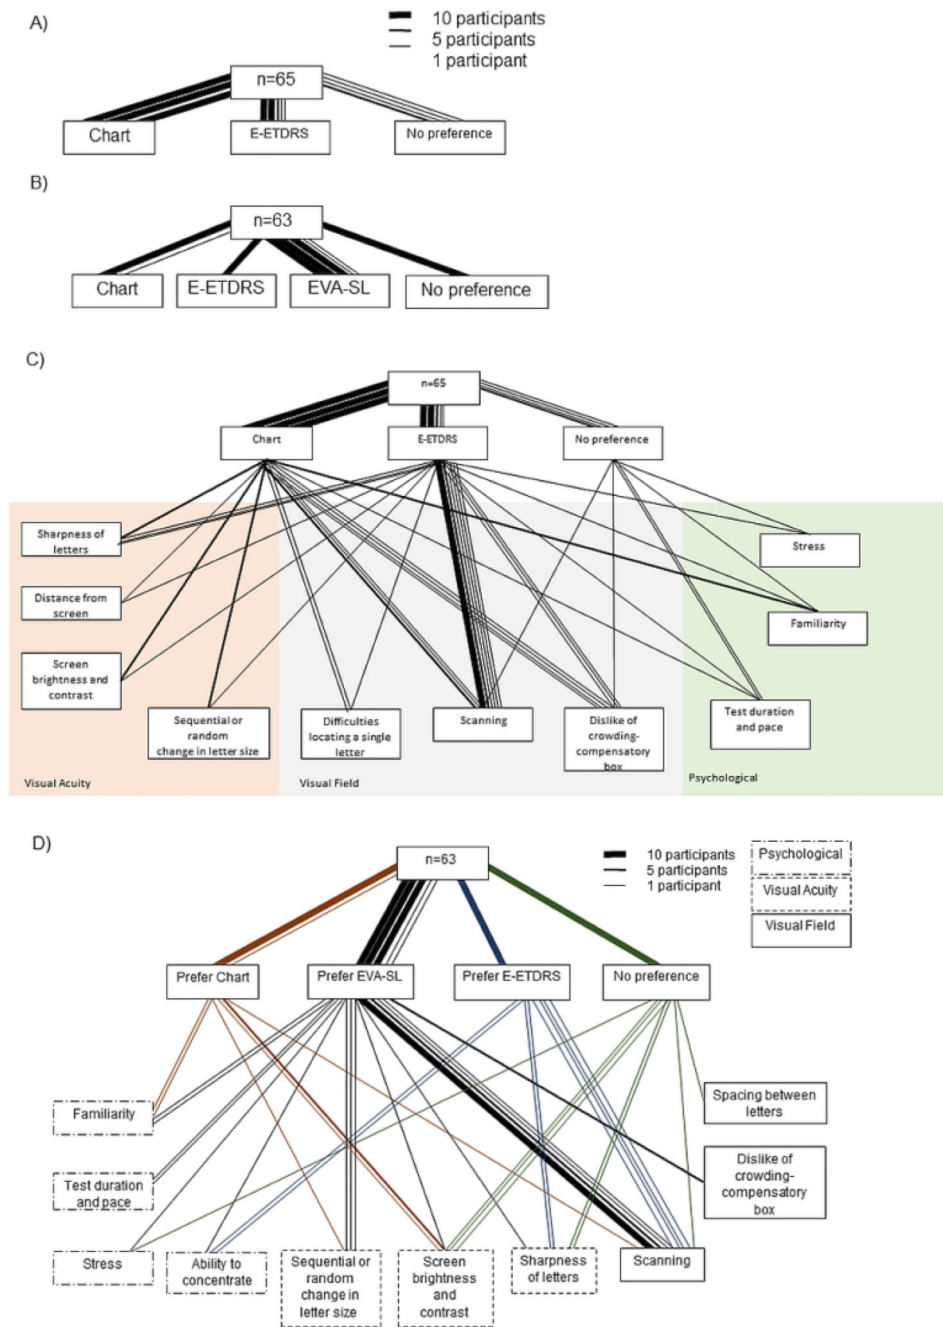 A)
10 participants
5 participants
1 participant
n=65
Chart
E-ETDRS
No preference
B)
n=63
Chart
E-ETDRS
EVA-SL
No preference
C)
n=65
Chart
E-ETDRS
No preference
Sharpness of
letters
Stress
Distance from
screen
Familiarity
Screen
brightness and
contrast
Sequential or
random
change in letter size
Difficulties
locating a single
letter
Scanning
Dislike of
crowding-
compensatory
box
Test duration
and pace
Visual Acuity
Visual Field
Psychological
D)
n=63
10 participants
5 participants
1 participant
Psychological
Visual Acuity
Visual Field
Prefer Chart
Prefer EVA-SL
Prefer E-ETDRS
No preference
Familiarity
Spacing between
letters
Test duration
and pace
Dislike of
crowding-
compensatory
box
Stress
Ability to
concentrate
Sequential or
random
change in
letter size
Screen
brightness
and
contrast
Sharpness
of letters
Scanning